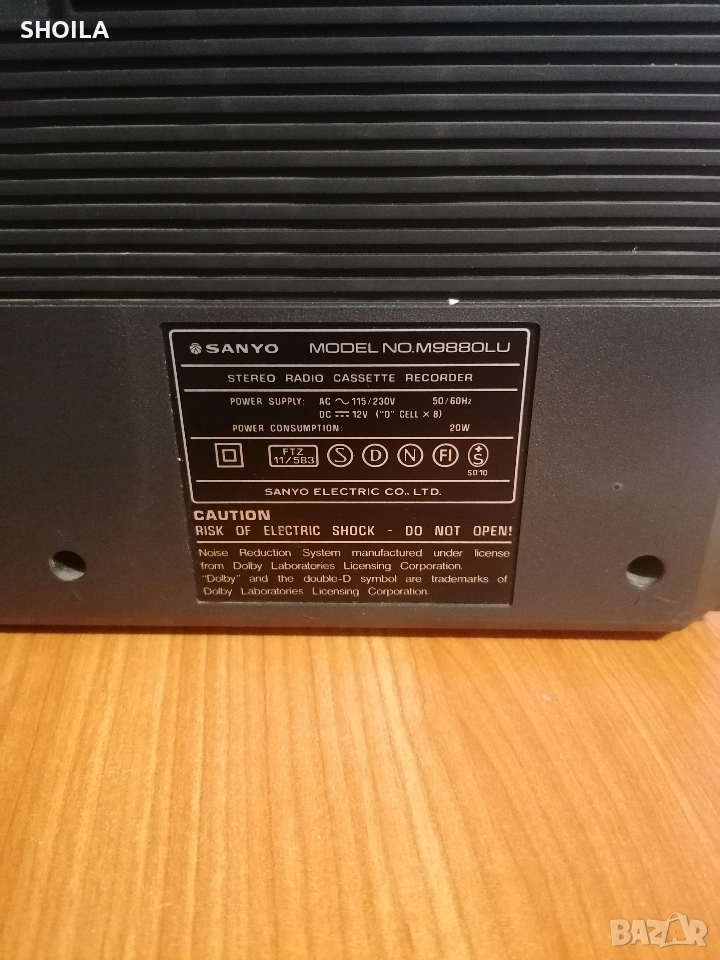 SHOILA
SANYO MODEL NO.M9880LU
STEREO RADIO CASSETTE RECORDER
POWER SUPPLY: AC ～ 115/230V 50/60Hz
DC ⎓ 12V ("D" CELL × 8)
POWER CONSUMPTION: 20W
FTZ
11/583 S D N FI +S
SD10
SANYO ELECTRIC CO., LTD.
CAUTION
RISK OF ELECTRIC SHOCK - DO NOT OPEN!
Noise Reduction System manufactured under license
from Dolby Laboratories Licensing Corporation.
"Dolby" and the double-D symbol are trademarks of
Dolby Laboratories Licensing Corporation.
BAZAR